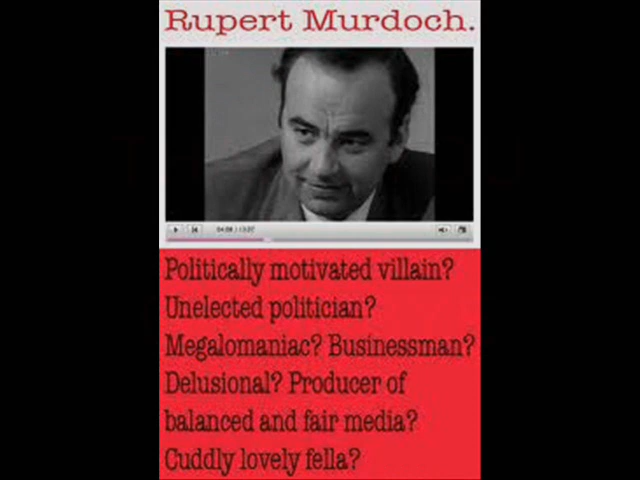 Rupert Murdoch.
Politically motivated villain?
Unelected politician?
Megalomaniac? Businessman?
Delusional? Producer of
balanced and fair media?
Cuddly lovely fella?